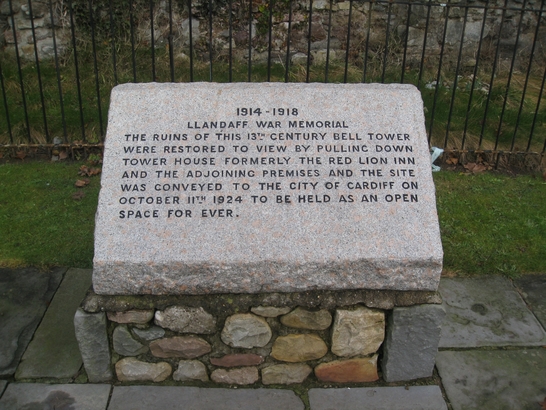 1914-1918
LLANDAFF WAR MEMORIAL
THE RUINS OF THIS 13TH CENTURY BELL TOWER
WERE RESTORED TO VIEW BY PULLING DOWN
TOWER HOUSE FORMERLY THE RED LION INN
AND THE ADJOINING PREMISES AND THE SITE
WAS CONVEYED TO THE CITY OF CARDIFF ON
OCTOBER 11TH 1924 TO BE HELD AS AN OPEN
SPACE FOR EVER.